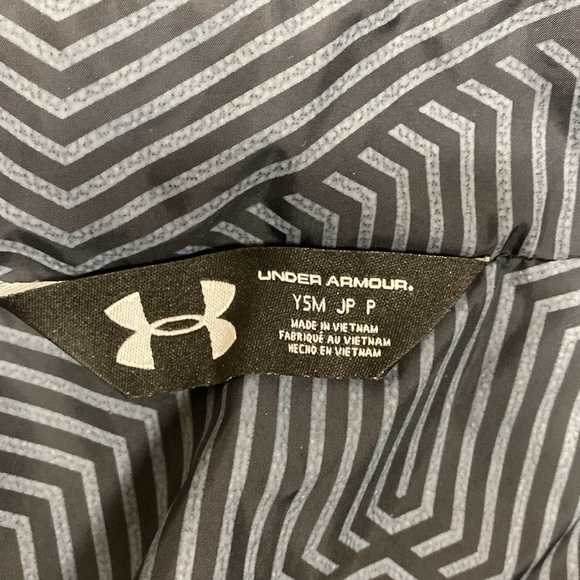 UNDER ARMOUR.
YSM JP P
MADE IN VIETNAM
FABRIQUÉ AU VIETNAM
HECHO EN VIETNAM